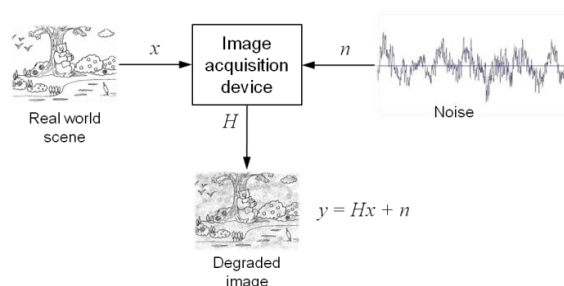 x
Image
acquisition
device
n
Real world
scene
Noise
H
y = Hx + n
Degraded
image